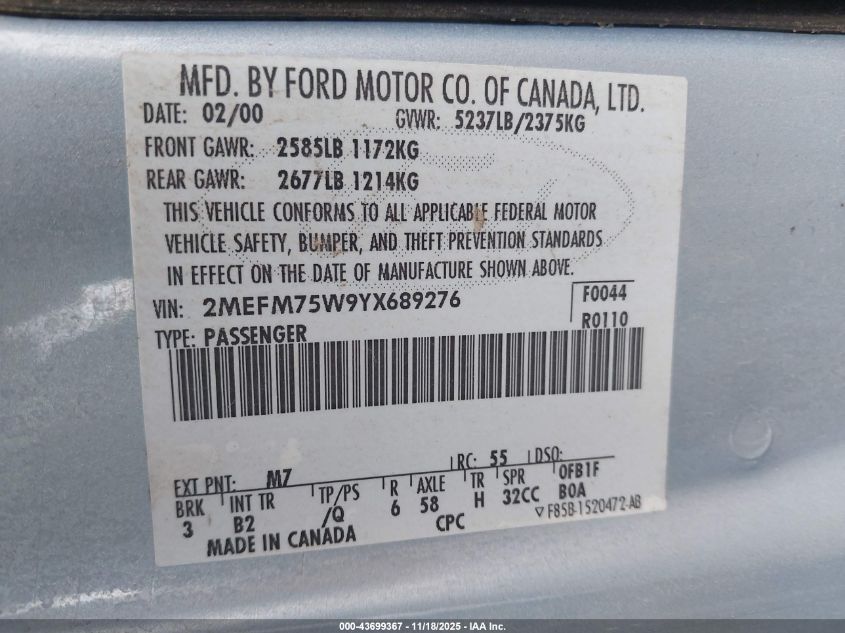 MFD. BY FORD MOTOR CO. OF CANADA, LTD.
DATE: 02/00 GVWR: 5237LB/2375KG
FRONT GAWR: 2585LB 1172KG
REAR GAWR: 2677LB 1214KG
THIS VEHICLE CONFORMS TO ALL APPLICABLE FEDERAL MOTOR
VEHICLE SAFETY, BUMPER, AND THEFT PREVENTION STANDARDS
IN EFFECT ON THE DATE OF MANUFACTURE SHOWN ABOVE.
VIN: 2MEFM75W9YX689276 F0044
TYPE: PASSENGER R0110
EXT PNT: M7 RC: 55 DSO:
BRK INT TR TP/PS R AXLE TR SPR OFB1F
3 B2 /Q 6 58 H 32CC BOA
MADE IN CANADA CPC F85B-1520472-AB
000-43699367 - 11/18/2025 - IAA Inc.